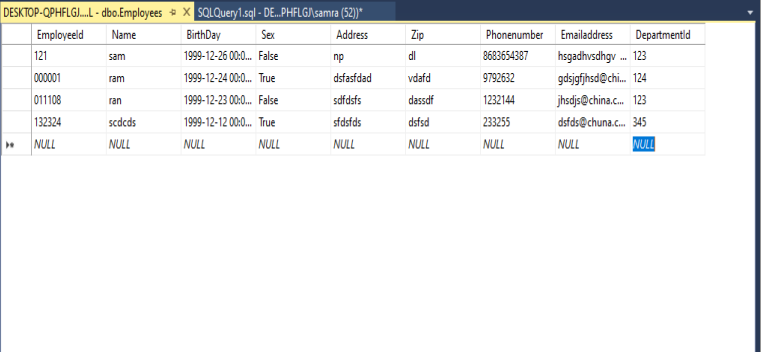 DESKTOP-QPHFLGJ....L - dbo.Employees SQLQuery1.sql - DE...PHFLGJ\samra (52))*
EmployeeId Name BirthDay Sex Address Zip Phonenumber Emailaddress DepartmentId
121 sam 1999-12-26 00:0... False np dl 8683654387 hsgadhvsdhgv ... 123
000001 ram 1999-12-24 00:0... True dsfasfdad vdafd 9792632 gdsjgfjhsd@chi... 124
011108 ran 1999-12-23 00:0... False sdfdsfs dassdf 1232144 jhsdjs@china.c... 123
132324 scdcds 1999-12-12 00:0... True sfdsfds dsfsd 233255 dsfds@chuna.c... 345
NULL NULL NULL NULL NULL NULL NULL NULL NULL